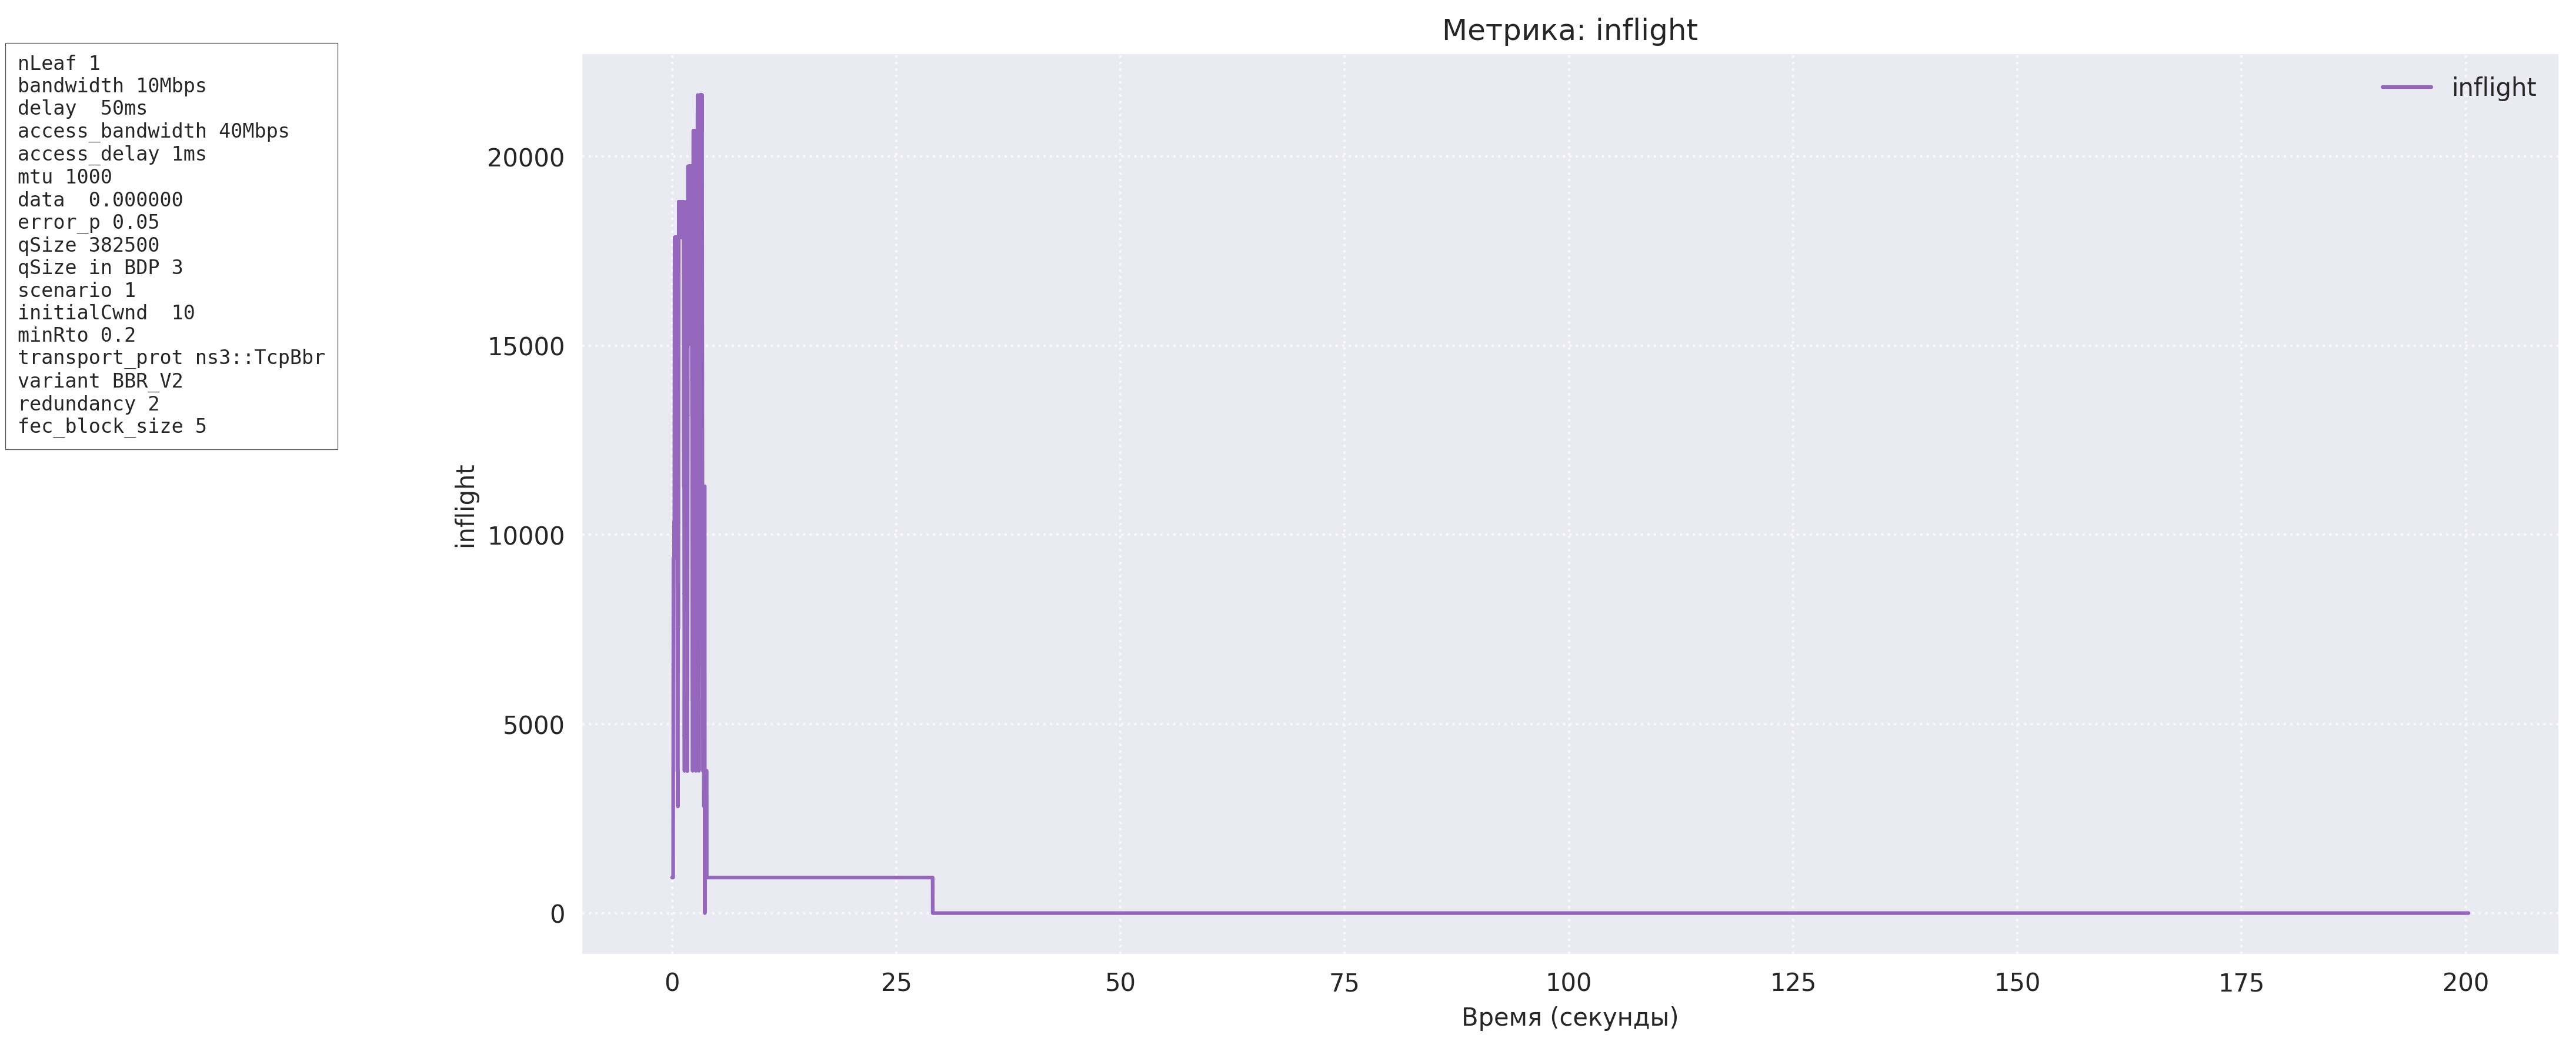 Метрика: inflight
nLeaf 1
bandwidth 10Mbps
delay  50ms
access_bandwidth 40Mbps
access_delay 1ms
mtu 1000
data  0.000000
error_p 0.05
qSize 382500
qSize in BDP 3
scenario 1
initialCwnd  10
minRto 0.2
transport_prot ns3::TcpBbr
variant BBR_V2
redundancy 2
fec_block_size 5
inflight
inflight
20000
15000
10000
5000
0
0 25 50 75 100 125 150 175 200
Время (секунды)